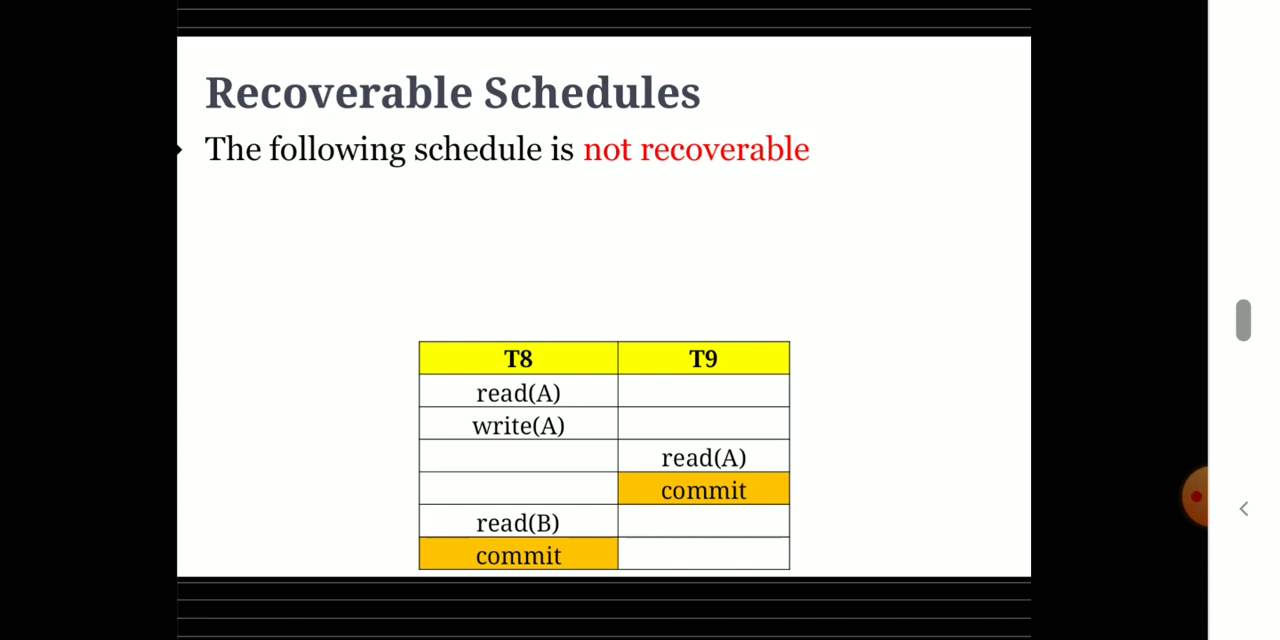 Recoverable Schedules
The following schedule is not recoverable
T8 T9
read(A)
write(A)
read(A)
commit
read(B)
commit